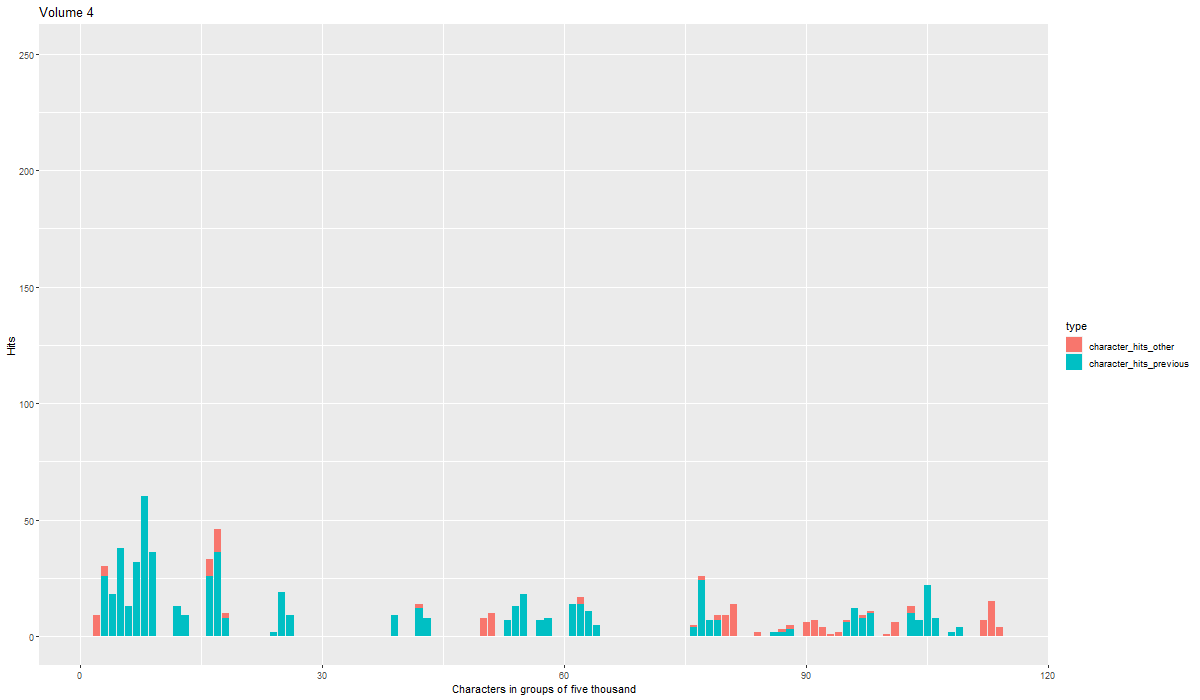 Volume 4
250
200
150
100
50
0
Hits
0 30 60 90 120
Characters in groups of five thousand
type
character_hits_other
character_hits_previous